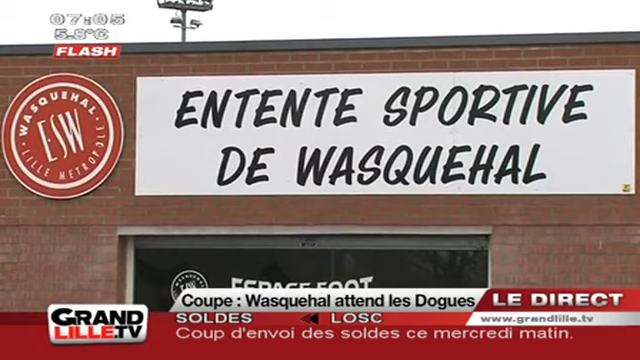 07:05
5.8°C
FLASH
WASQUEHAL
ESW
LILLE METROPOLE
ENTENTE SPORTIVE
DE WASQUEHAL
ESW
ESPACE FOOT
Coupe : Wasquehal attend les Dogues
LE DIRECT
www.grandlille.tv
GRAND
LILLE.TV
SOLDES ◄ LOSC
Coup d'envoi des soldes ce mercredi matin.